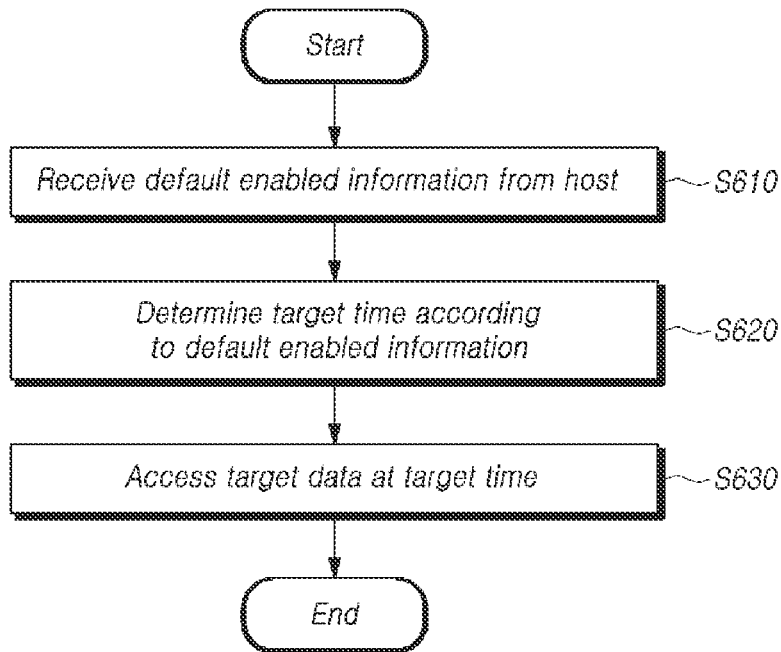 Start
Receive default enabled information from host
S610
Determine target time according
to default enabled information
S620
Access target data at target time
S630
End